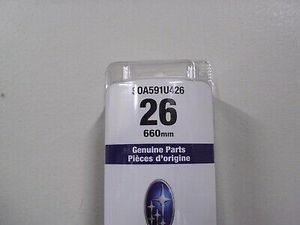 SOA591U426
26
660mm
Genuine Parts
Pièces d'origine